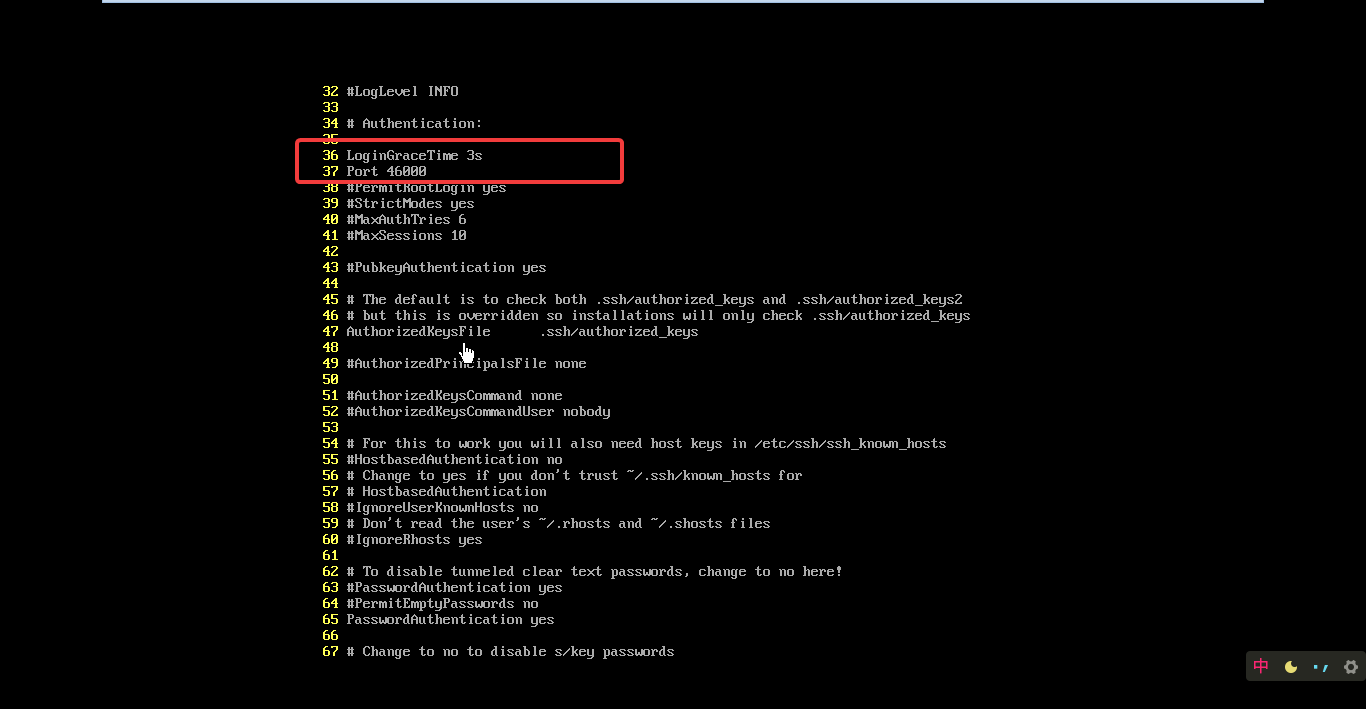 32 #LogLevel INFO
33
34 # Authentication:
35
36 LoginGraceTime 3s
37 Port 46000
38 #PermitRootLogin yes
39 #StrictModes yes
40 #MaxAuthTries 6
41 #MaxSessions 10
42
43 #PubkeyAuthentication yes
44
45 # The default is to check both .ssh/authorized_keys and .ssh/authorized_keys2
46 # but this is overridden so installations will only check .ssh/authorized_keys
47 AuthorizedKeysFile      .ssh/authorized_keys
48
49 #AuthorizedPrincipalsFile none
50
51 #AuthorizedKeysCommand none
52 #AuthorizedKeysCommandUser nobody
53
54 # For this to work you will also need host keys in /etc/ssh/ssh_known_hosts
55 #HostbasedAuthentication no
56 # Change to yes if you don't trust ~/.ssh/known_hosts for
57 # HostbasedAuthentication
58 #IgnoreUserKnownHosts no
59 # Don't read the user's ~/.rhosts and ~/.shosts files
60 #IgnoreRhosts yes
61
62 # To disable tunneled clear text passwords, change to no here!
63 #PasswordAuthentication yes
64 #PermitEmptyPasswords no
65 PasswordAuthentication yes
66
67 # Change to no to disable s/key passwords
中